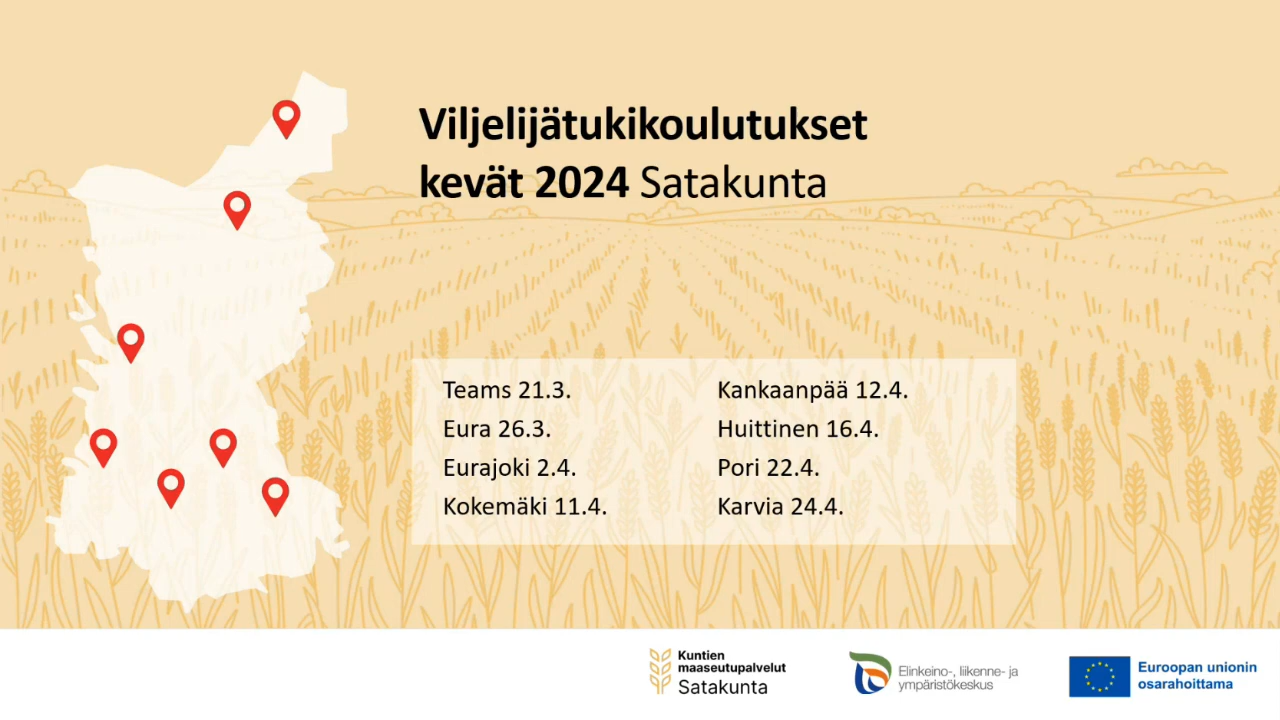 Viljelijätukikoulutukset
kevät 2024 Satakunta
Teams 21.3.
Eura 26.3.
Eurajoki 2.4.
Kokemäki 11.4.
Kankaanpää 12.4.
Huittinen 16.4.
Pori 22.4.
Karvia 24.4.
Kuntien
maaseutupalvelut
Satakunta
Elinkeino-, liikenne- ja
ympäristökeskus
Euroopan unionin
osarahoittama